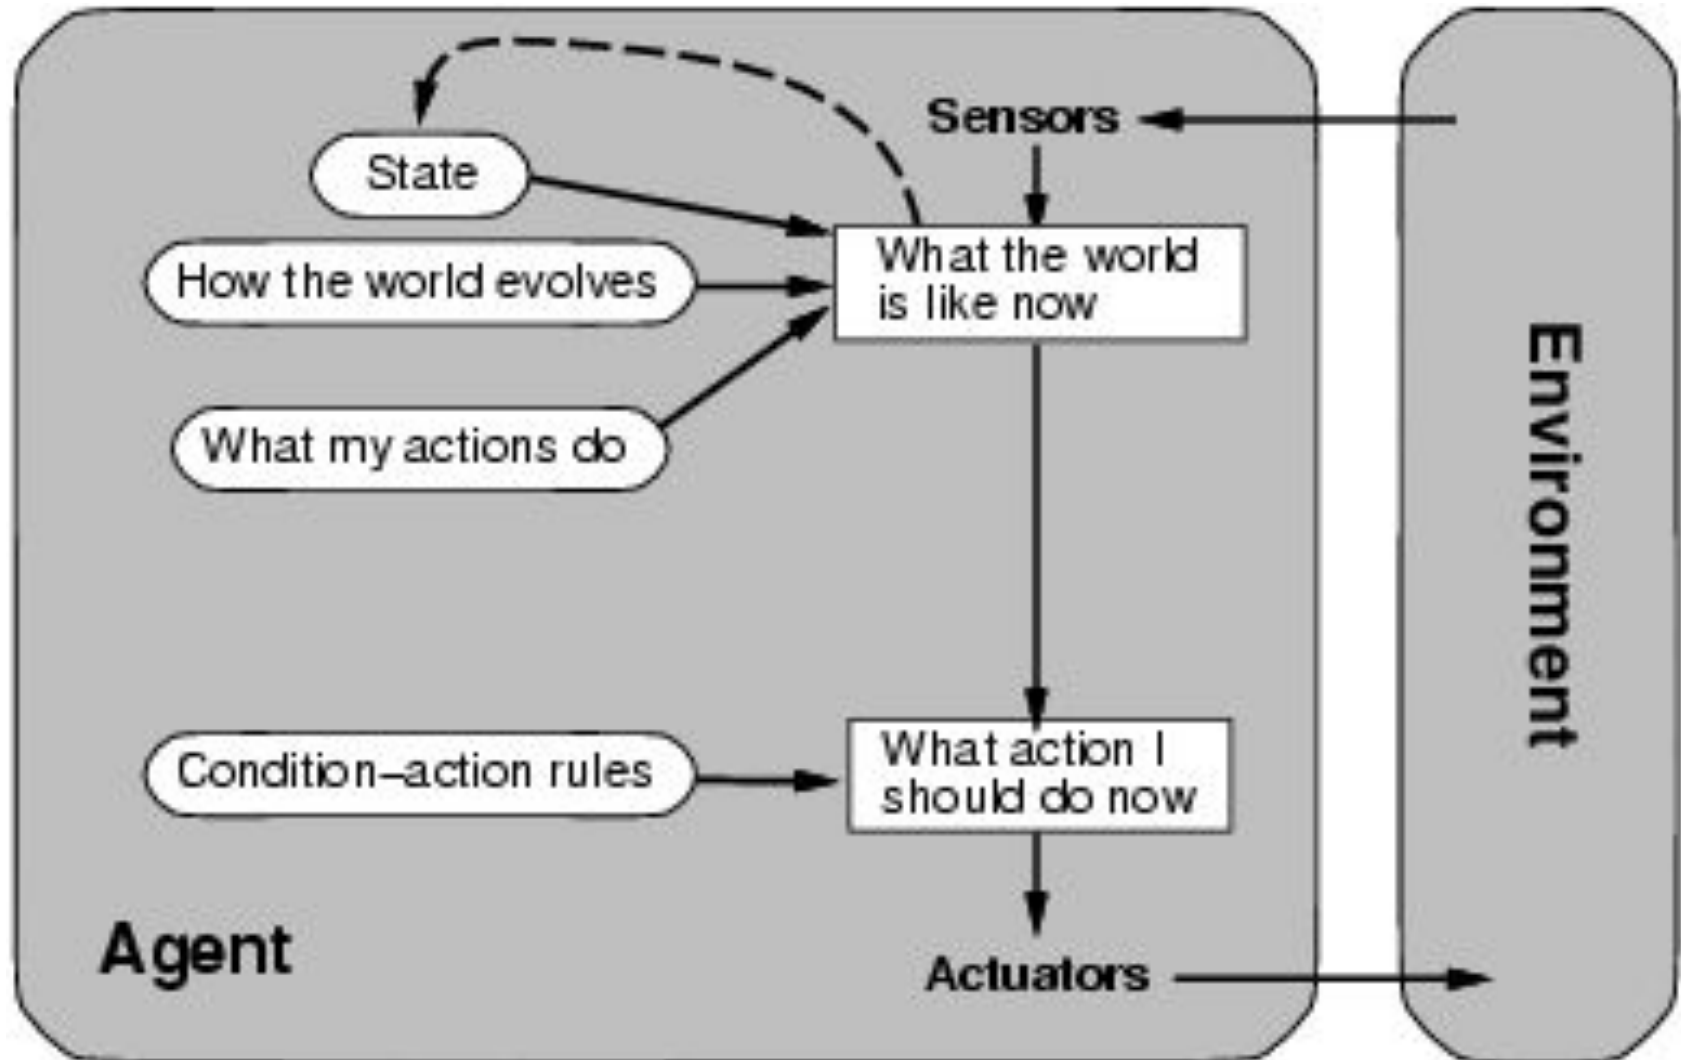 Sensors
State
What the world
is like now
How the world evolves
What my actions do
Environment
Condition–action rules
What action I
should do now
Agent
Actuators